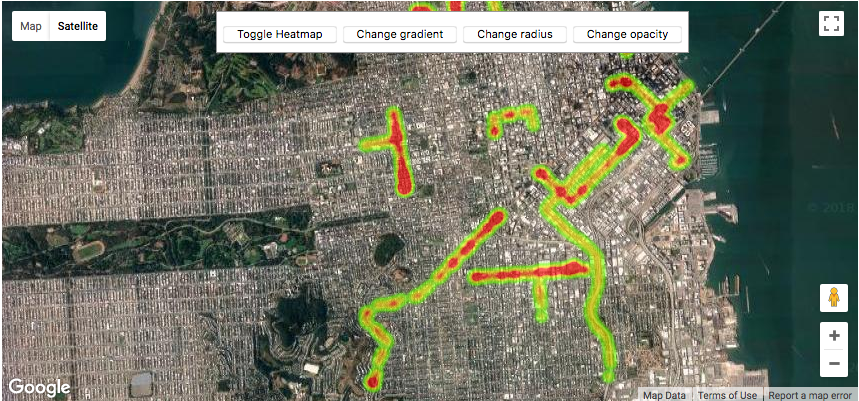 Map Satellite
Toggle Heatmap Change gradient Change radius Change opacity
© 2018
+
−
Google
Map Data Terms of Use Report a map error